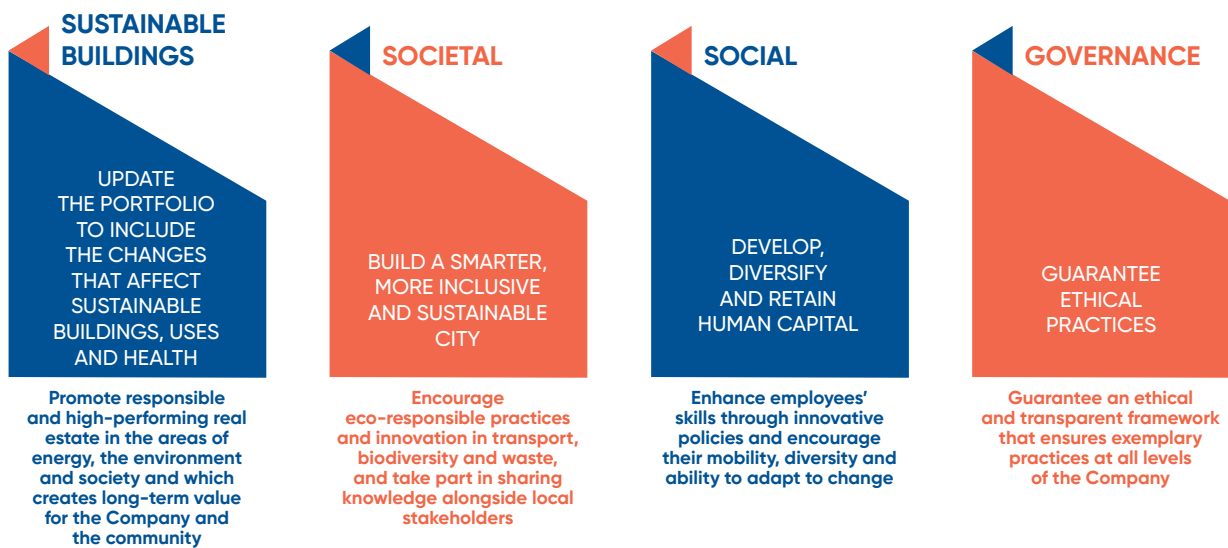 SUSTAINABLE
BUILDINGS
UPDATE
THE PORTFOLIO
TO INCLUDE
THE CHANGES
THAT AFFECT
SUSTAINABLE
BUILDINGS, USES
AND HEALTH
Promote responsible
and high-performing real
estate in the areas of
energy, the environment
and society and which
creates long-term value
for the Company and
the community
SOCIETAL
BUILD A SMARTER,
MORE INCLUSIVE
AND SUSTAINABLE
CITY
Encourage
eco-responsible practices
and innovation in transport,
biodiversity and waste,
and take part in sharing
knowledge alongside local
stakeholders
SOCIAL
DEVELOP,
DIVERSIFY
AND RETAIN
HUMAN CAPITAL
Enhance employees’
skills through innovative
policies and encourage
their mobility, diversity and
ability to adapt to change
GOVERNANCE
GUARANTEE
ETHICAL
PRACTICES
Guarantee an ethical
and transparent framework
that ensures exemplary
practices at all levels
of the Company